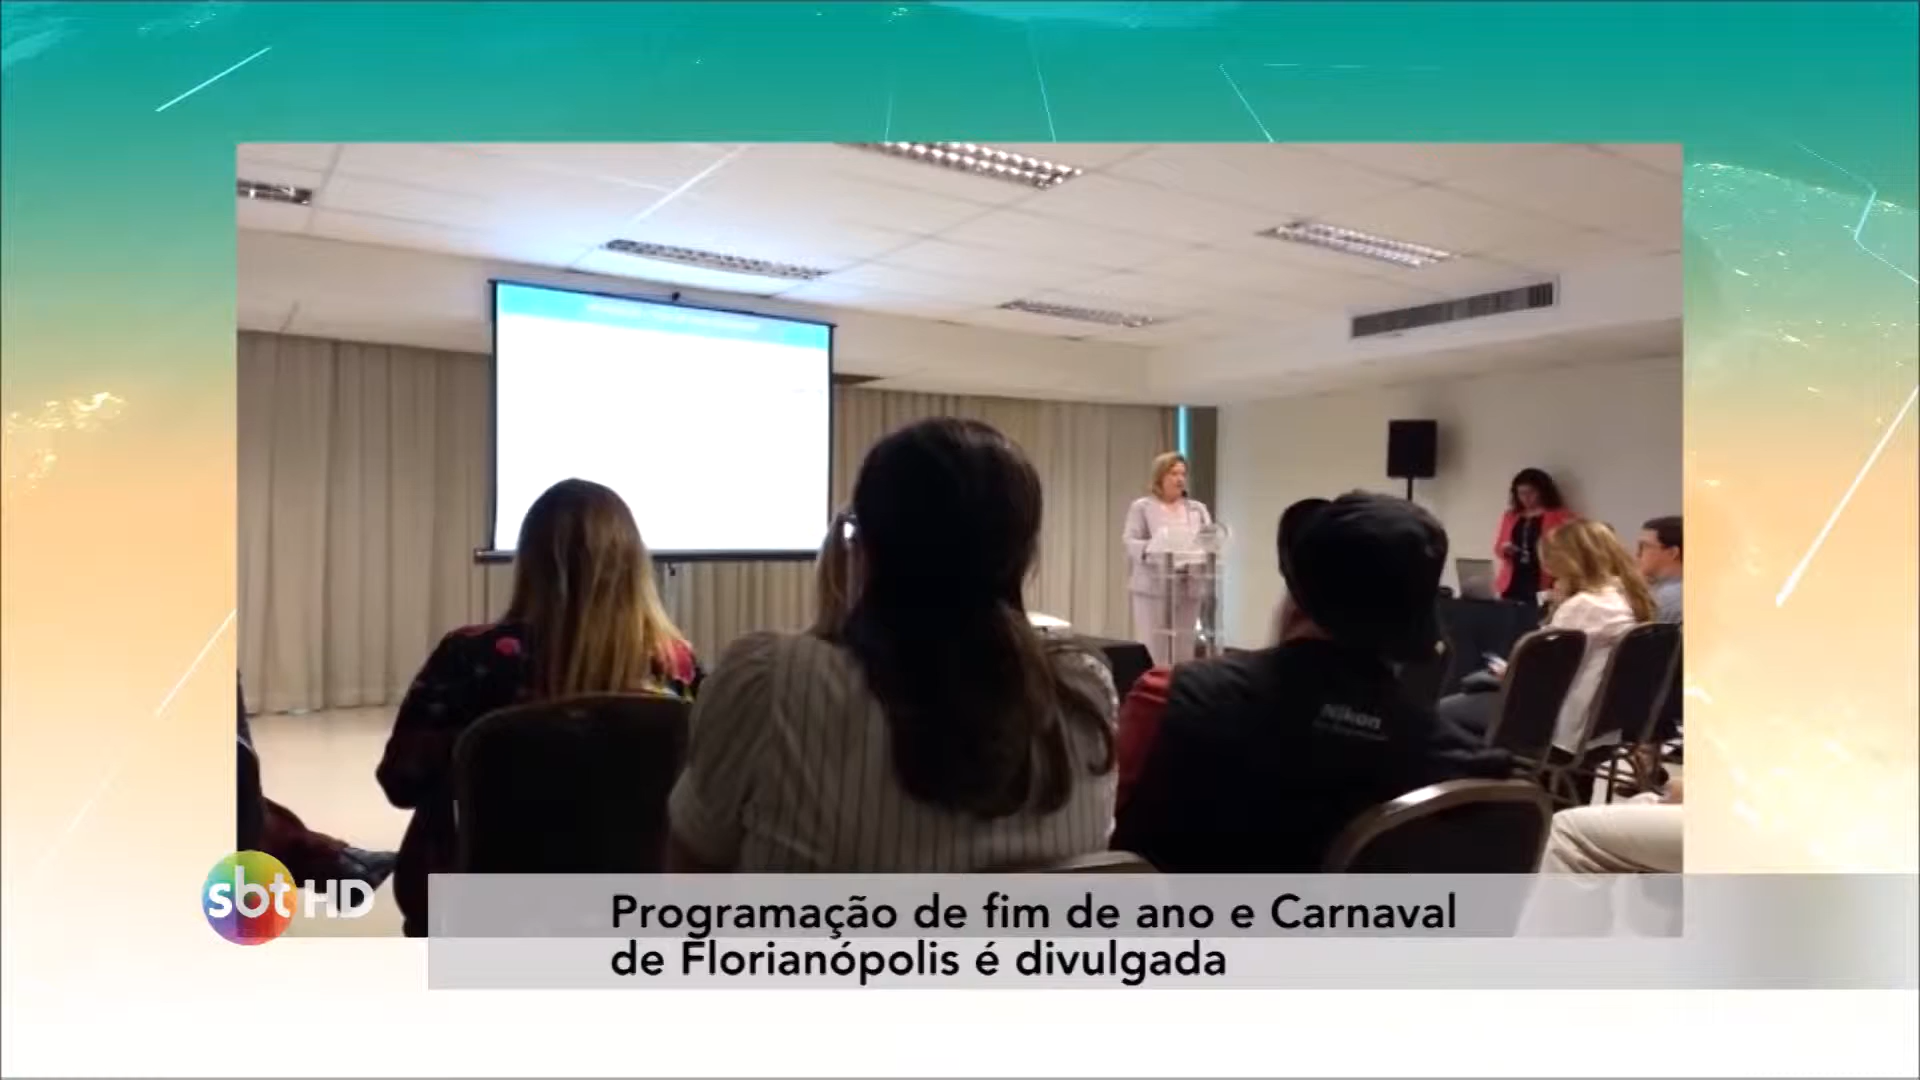 Nikon
sbt HD
Programação de fim de ano e Carnaval
de Florianópolis é divulgada